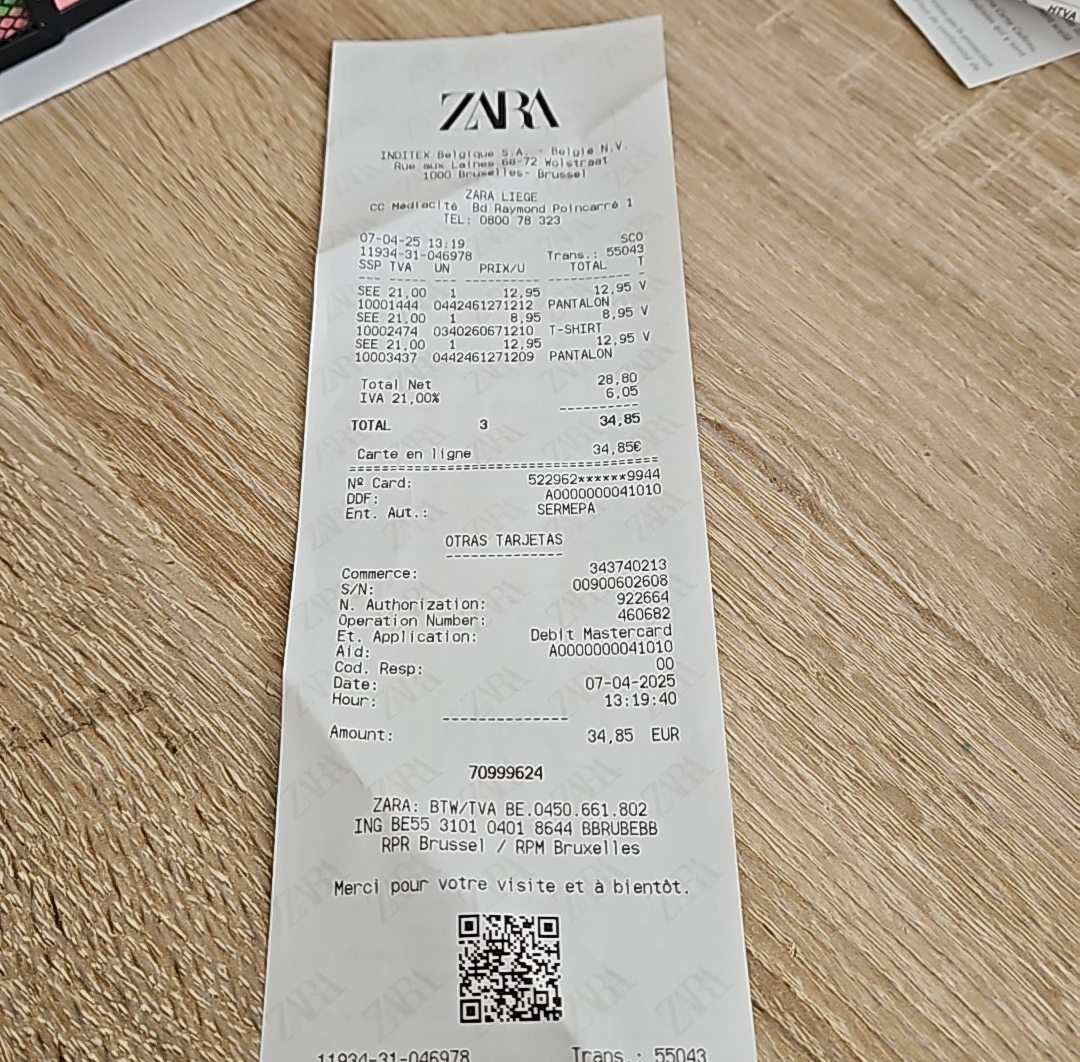 ZARA
INDITEX Belgique S.A. - Belgie N.V.
Rue aux Laines 68-72 Wolstraat
1000 Bruxelles- Brussel
ZARA LIEGE
CC Médiacité Bd Raymond Poincarré 1
TEL: 0800 78 323
07-04-25 13:19 SCO
11934-31-046978 Trans.: 55043
SSP TVA UN PRIX/U TOTAL T
--- --- --- ---------- ----------- -
SEE 21,00 1 12,95 12,95 V
10001444 0442461271212 PANTALON
SEE 21,00 1 8,95 8,95 V
10002474 0340260671210 T-SHIRT
SEE 21,00 1 12,95 12,95 V
10003437 0442461271209 PANTALON
Total Net 28,80
IVA 21,00% 6,05
----------
TOTAL 3 34,85
Carte en ligne 34,85€
========================================
Nº Card: 522962******9944
DDF: A0000000041010
Ent. Aut.: SERMEPA
OTRAS TARJETAS
--------------
Commerce: 343740213
S/N: 00900602608
N. Authorization: 922664
Operation Number: 460682
Et. Application: Debit Mastercard
Aid: A0000000041010
Cod. Resp: 00
Date: 07-04-2025
Hour: 13:19:40
--------------
Amount: 34,85 EUR
70999624
ZARA: BTW/TVA BE.0450.661.802
ING BE55 3101 0401 8644 BBRUBEBB
RPR Brussel / RPM Bruxelles
Merci pour votre visite et à bientôt.
11934-31-046978 Trans.: 55043